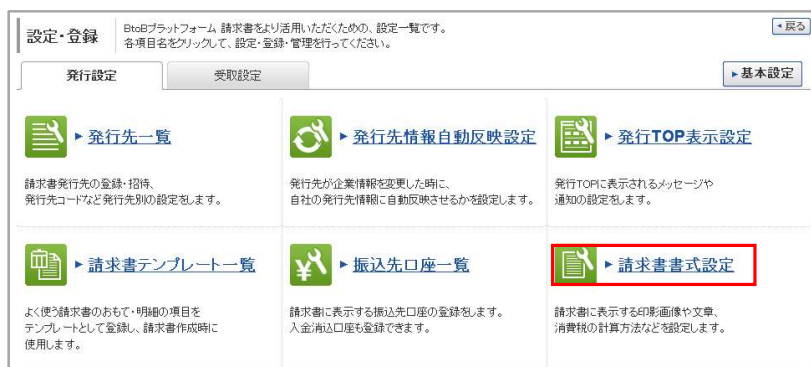 設定・登録
BtoBプラットフォーム 請求書をより活用いただくための、設定一覧です。
各項目名をクリックして、設定・登録・管理を行ってください。
戻る
発行設定
受取設定
基本設定
発行先一覧
請求書発行先の登録・招待、
発行先コードなど発行先別の設定をします。
発行先情報自動反映設定
発行先が企業情報を変更した時に、
自社の発行先情報に自動反映させるかを設定します。
発行TOP表示設定
発行TOPに表示されるメッセージや
通知の設定をします。
請求書テンプレート一覧
よく使う請求書のおもて・明細の項目を
テンプレートとして登録し、請求書作成時に
使用します。
振込先口座一覧
請求書に表示する振込先口座の登録をします。
入金消込口座も登録できます。
請求書書式設定
請求書に表示する印影画像や文章、
消費税の計算方法などを設定します。